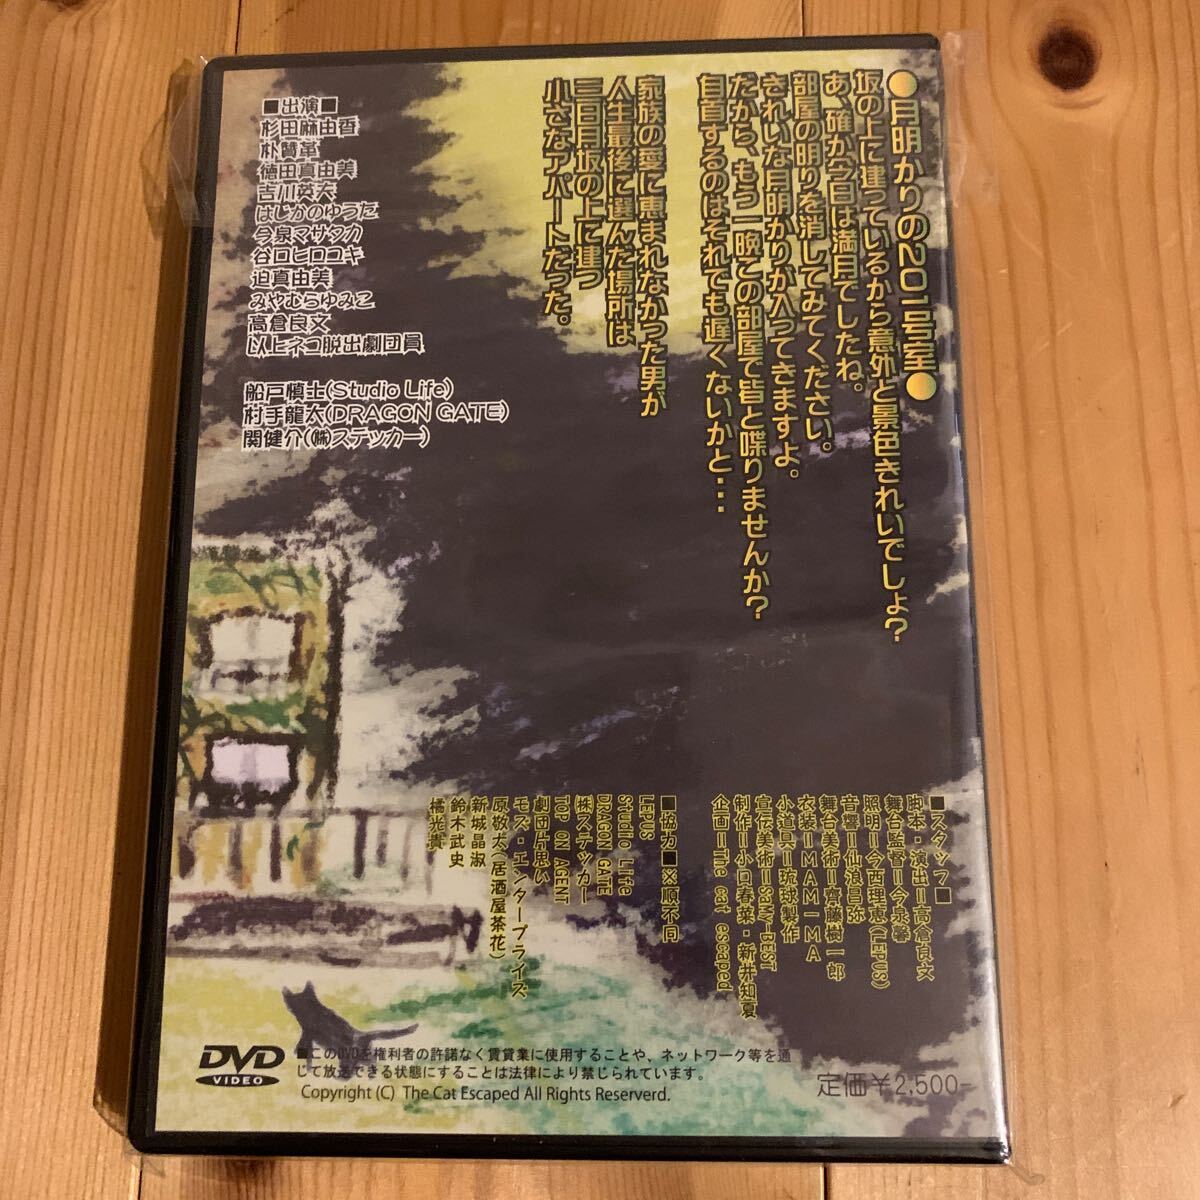 ●月明かりの201号室●
坂の上に建っているから意外と景色きれいでしょ?
あ、確か今日は満月でしたね。
部屋の明りを消してみてください。
きれいな月明かりが入ってきますよ。
だから、もう一晩この部屋で皆と喋りませんか?
自首するのはそれでも遅くないかと・・・
家族の愛に恵まれなかった男が
人生最後に選んだ場所は
三日月坂の上に建つ
小さなアパートだった。
■出演■
杉田麻由香
朴賢革
徳田真由美
吉川英夫
はじかのゆうた
今泉マサタカ
谷口ヒロユキ
迫真由美
みやむらゆみこ
高倉良文
以上ネコ脱出劇団員
船戸慎士(Studio Life)
村手龍太(DRAGON GATE)
関健介(㈱ステッカー)
■スタッフ■
脚本・演出=高倉良文
舞台監督=今泉馨
照明=今西理恵(LEPUS)
音響=仙浪昌弥
舞台美術=齊藤樹一郎
衣装=MAMI-MA
小道具=琉球製作
宣伝美術=SAMY-BEST
制作=小口春菜・新井知夏
企画=The cat escaped
■協力■※順不同
LEPUS
Studio Life
DRAGON GATE
㈱ステッカー
TOP ON AGENT
劇団片思い
モズ・エンタープライズ
原敬太(居酒屋茶花)
新城晶淑
鈴木武史
橘光貴
DVD
VIDEO
■このDVDを権利者の許諾なく賃貸業に使用することや、ネットワーク等を通
じて放送できる状態にすることは法律により禁じられています。
Copyright (C) The Cat Escaped All Rights Reserverd.
定価¥2,500-